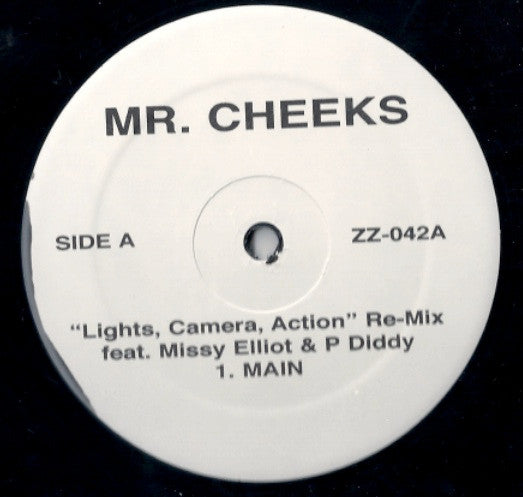 MR. CHEEKS
SIDE A
ZZ-042A
"Lights, Camera, Action" Re-Mix
feat. Missy Elliot & P Diddy
1. MAIN